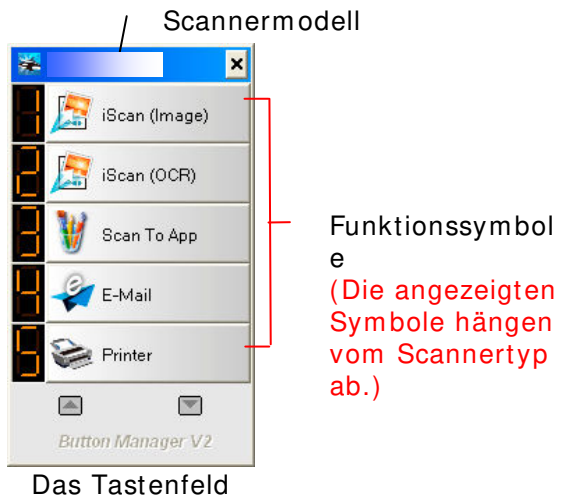 Scannermodell
1 iScan (Image)
2 iScan (OCR)
3 Scan To App
4 E-Mail
5 Printer
Button Manager V2
Funktionssymbol
e
(Die angezeigten
Symbole hängen
vom Scannertyp
ab.)
Das Tastenfeld